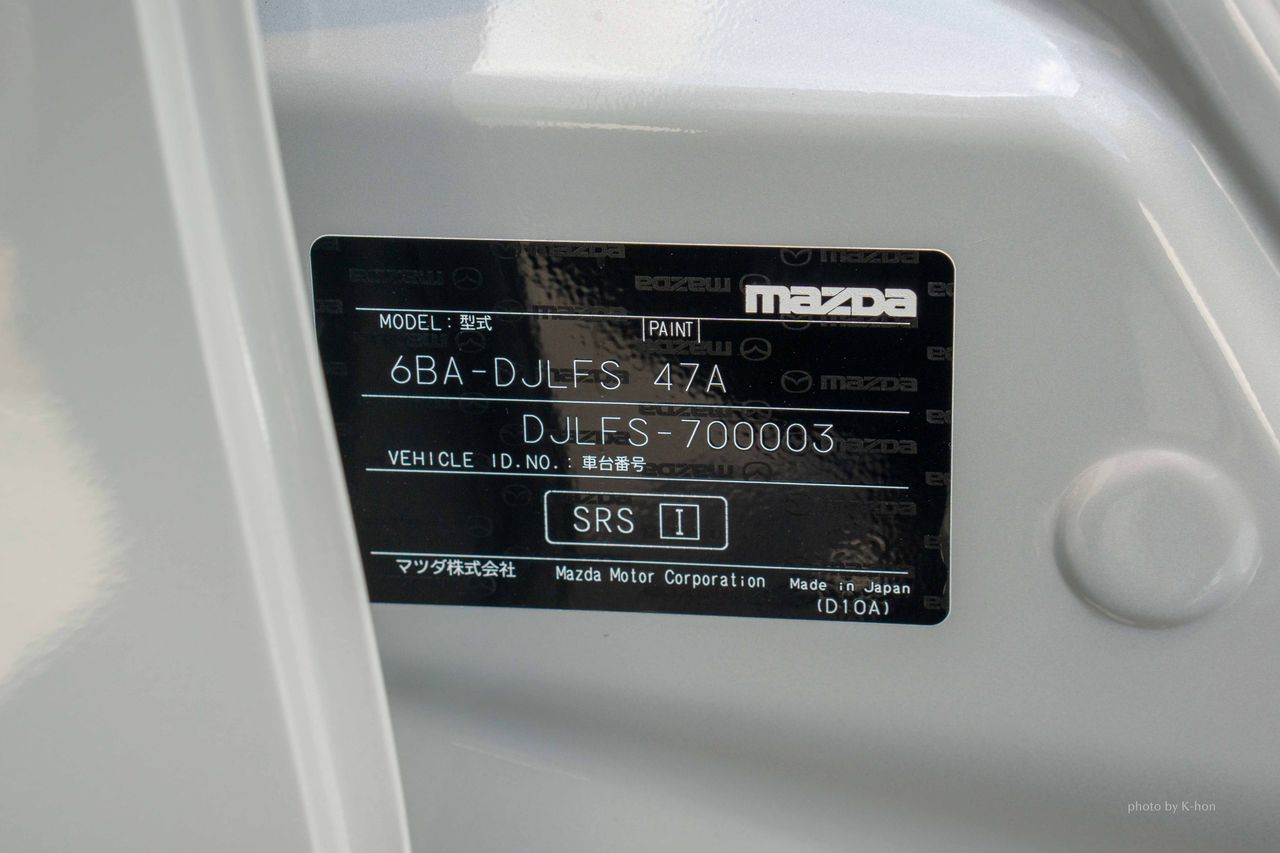 mazda
MODEL : 型式 PAINT
6BA-DJLFS 47A
DJLFS-700003
VEHICLE ID.NO. : 車台番号
SRS I
マツダ株式会社 Mazda Motor Corporation Made in Japan
(D10A)
photo by K-hon